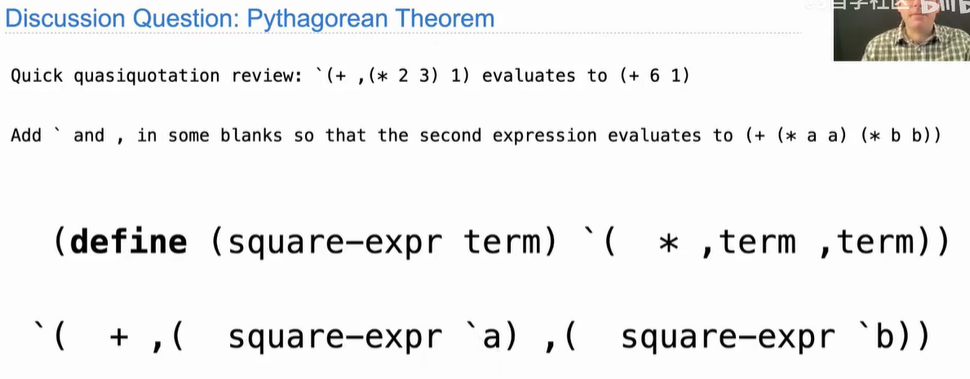 Discussion Question: Pythagorean Theorem
Quick quasiquotation review: `(+ ,(* 2 3) 1) evaluates to (+ 6 1)
Add ` and , in some blanks so that the second expression evaluates to (+ (* a a) (* b b))
(define (square-expr term) `( * ,term ,term))
`( + ,( square-expr `a) ,( square-expr `b))